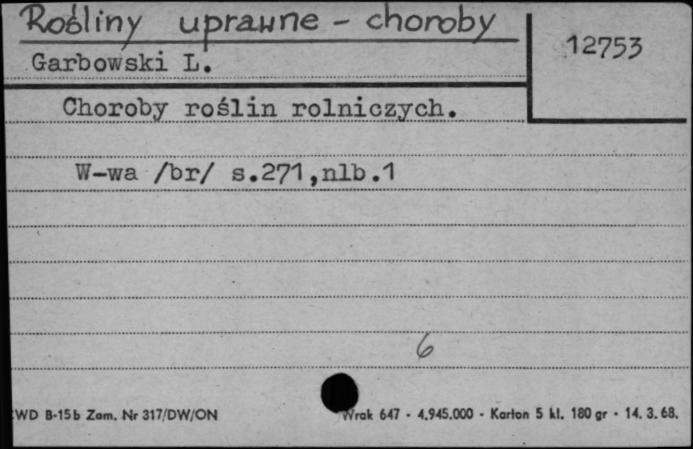 Rośliny uprawne - choroby
12753
Garbowski L.
Choroby roślin rolniczych.
W-wa /br/ s.271,nlb.1
6
WD B-15b Zam. Nr 317/DW/ON
Wrak 647 - 4.945.000 - Karton 5 kl. 180 gr - 14. 3. 68.